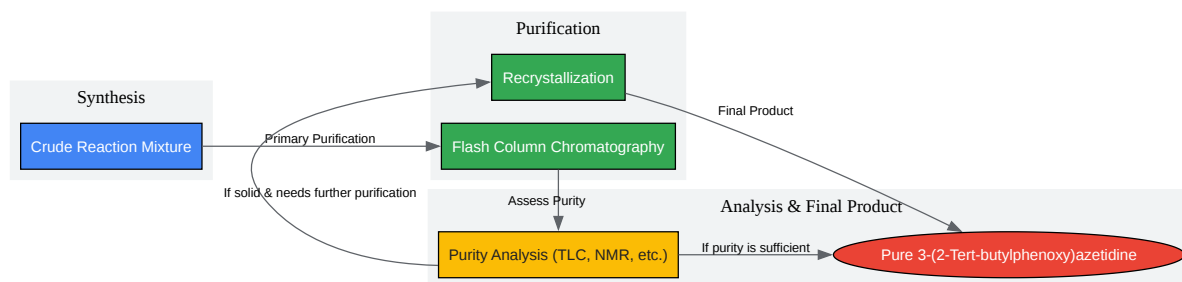 Purification
Recrystallization
Synthesis
Final Product
Crude Reaction Mixture
Primary Purification
Flash Column Chromatography
If solid & needs further purification
Assess Purity
Analysis & Final Product
Purity Analysis (TLC, NMR, etc.)
If purity is sufficient
Pure 3-(2-Tert-butylphenoxy)azetidine